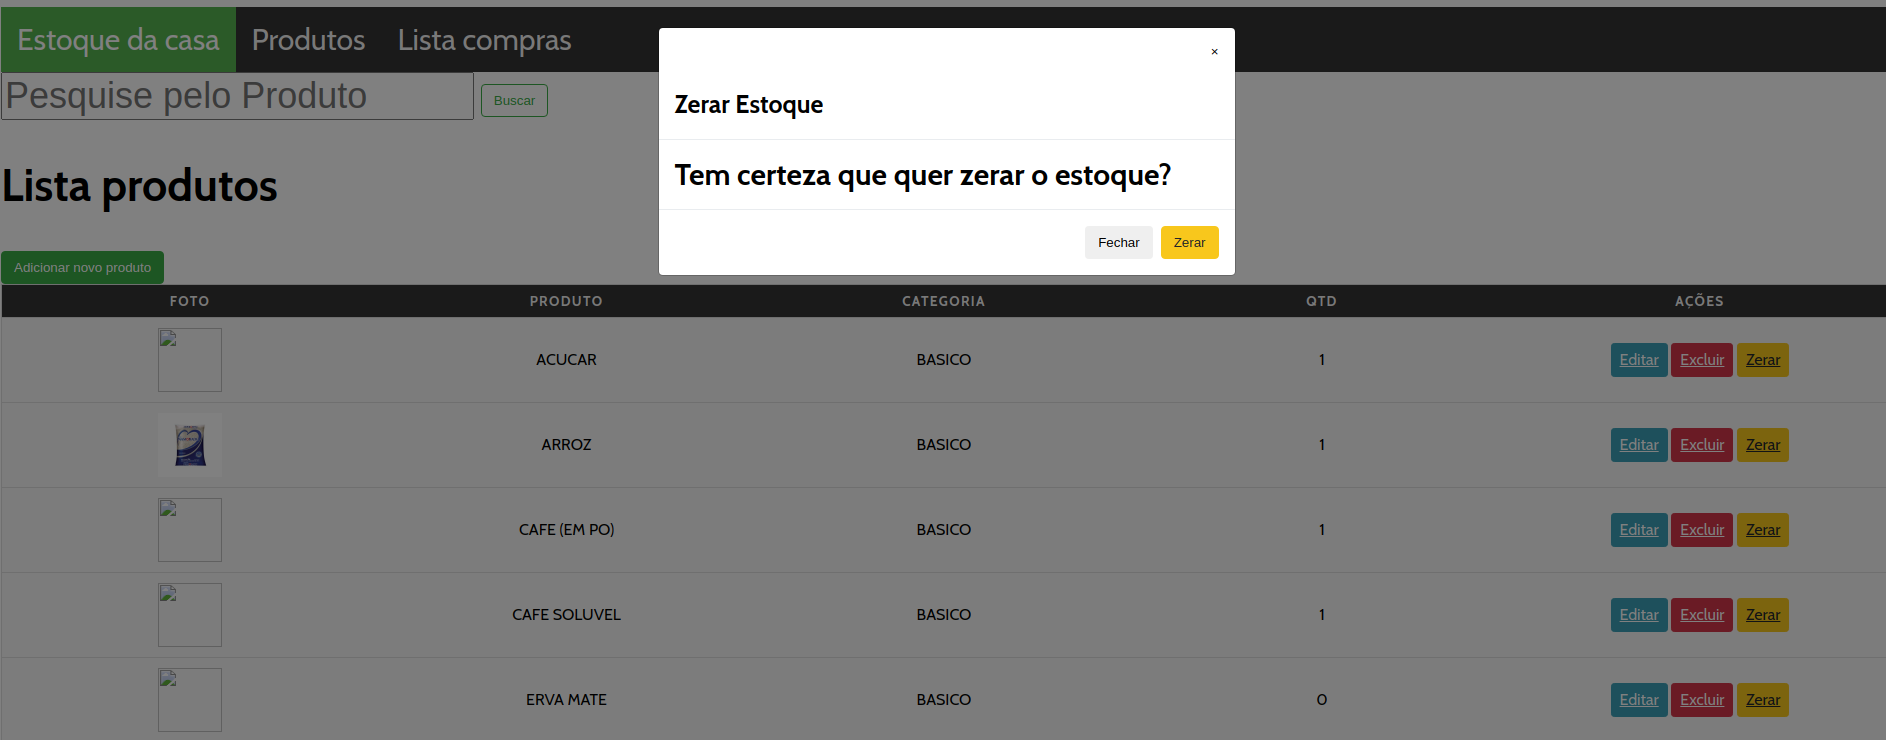 Estoque da casa Produtos Lista compras
×
Pesquise pelo Produto Buscar
Zerar Estoque
Tem certeza que quer zerar o estoque?
Fechar Zerar
Lista produtos
Adicionar novo produto
FOTO PRODUTO CATEGORIA QTD AÇÕES
ACUCAR BASICO 1 Editar Excluir Zerar
ARROZ BASICO 1 Editar Excluir Zerar
CAFE (EM PO) BASICO 1 Editar Excluir Zerar
CAFE SOLUVEL BASICO 1 Editar Excluir Zerar
ERVA MATE BASICO 0 Editar Excluir Zerar